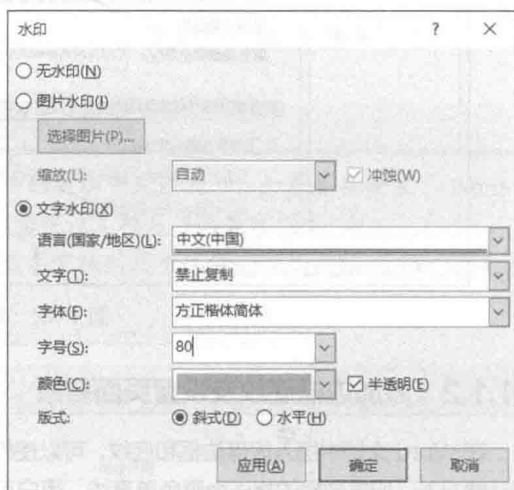 水印 ? ×
无水印(N)
图片水印(I)
选择图片(P)...
缩放(L): 自动 冲蚀(W)
文字水印(X)
语言(国家/地区)(L): 中文(中国)
文字(T): 禁止复制
字体(F): 方正楷体简体
字号(S): 80
颜色(C): 半透明(E)
版式: 斜式(D) 水平(H)
应用(A) 确定 取消